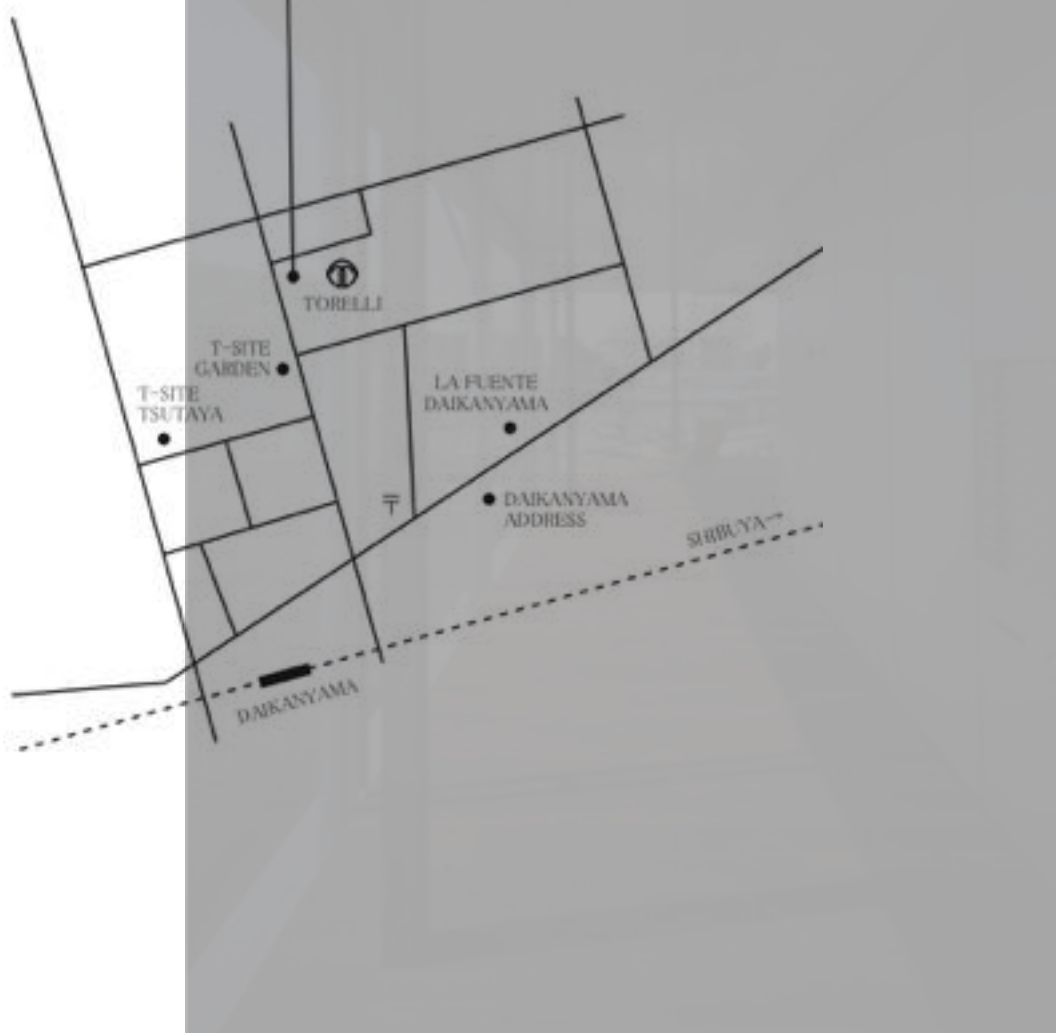 TORELLI
T-SITE
GARDEN
T-SITE
TSUTAYA
LA FUENTE
DAIKANYAMA
〒
DAIKANYAMA
ADDRESS
SHIBUYA→
DAIKANYAMA